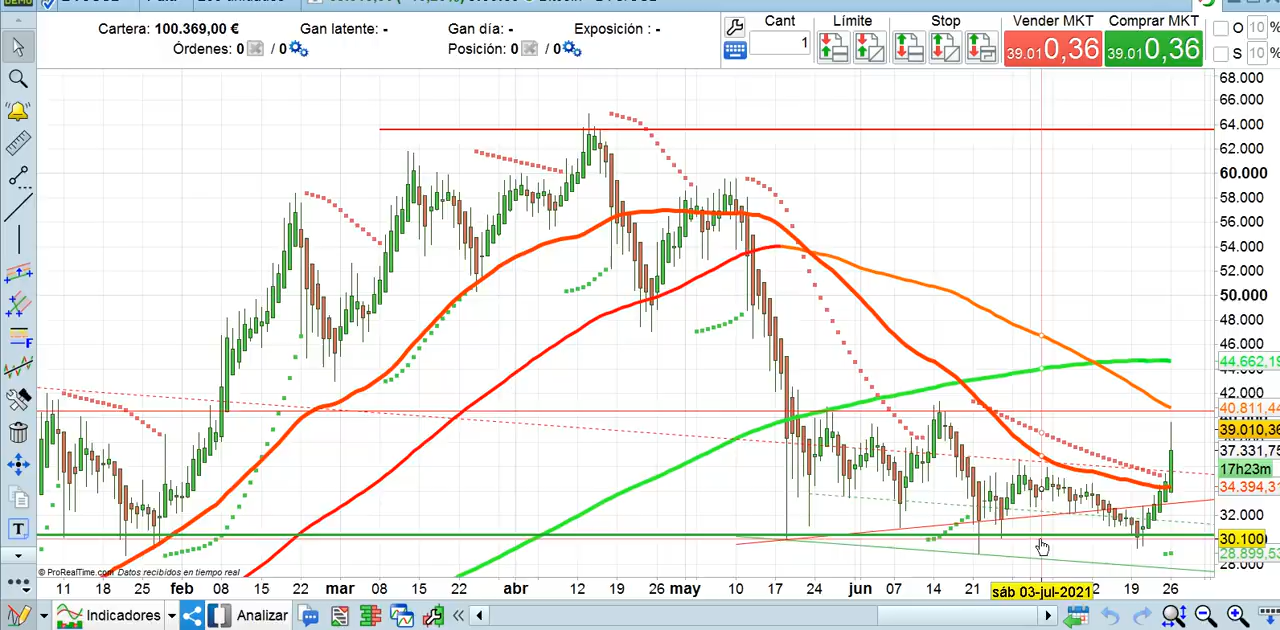 DEMO
Cartera: 100.369,00 € Gan latente: - Gan día: - Exposición : -
Órdenes: 0 / 0 Posición: 0 / 0
Cant Límite Stop Vender MKT Comprar MKT
1 39.01 0,36 39.01 0,36
O 10 %
S 10 %
68.000
66.000
64.000
62.000
60.000
58.000
56.000
54.000
52.000
50.000
48.000
46.000
44.662,19
42.000
40.811,44
39.010,36
37.331,75
17h23m
34.394,31
32.000
30.100
28.899,53
28.000
© ProRealTime.com Datos recibidos en tiempo real
11 18 feb 08 15 22 mar 08 15 22 abr 12 19 26 may 10 17 24 jun 07 14 21 sáb 03-jul-2021 2 19 26
Indicadores Analizar